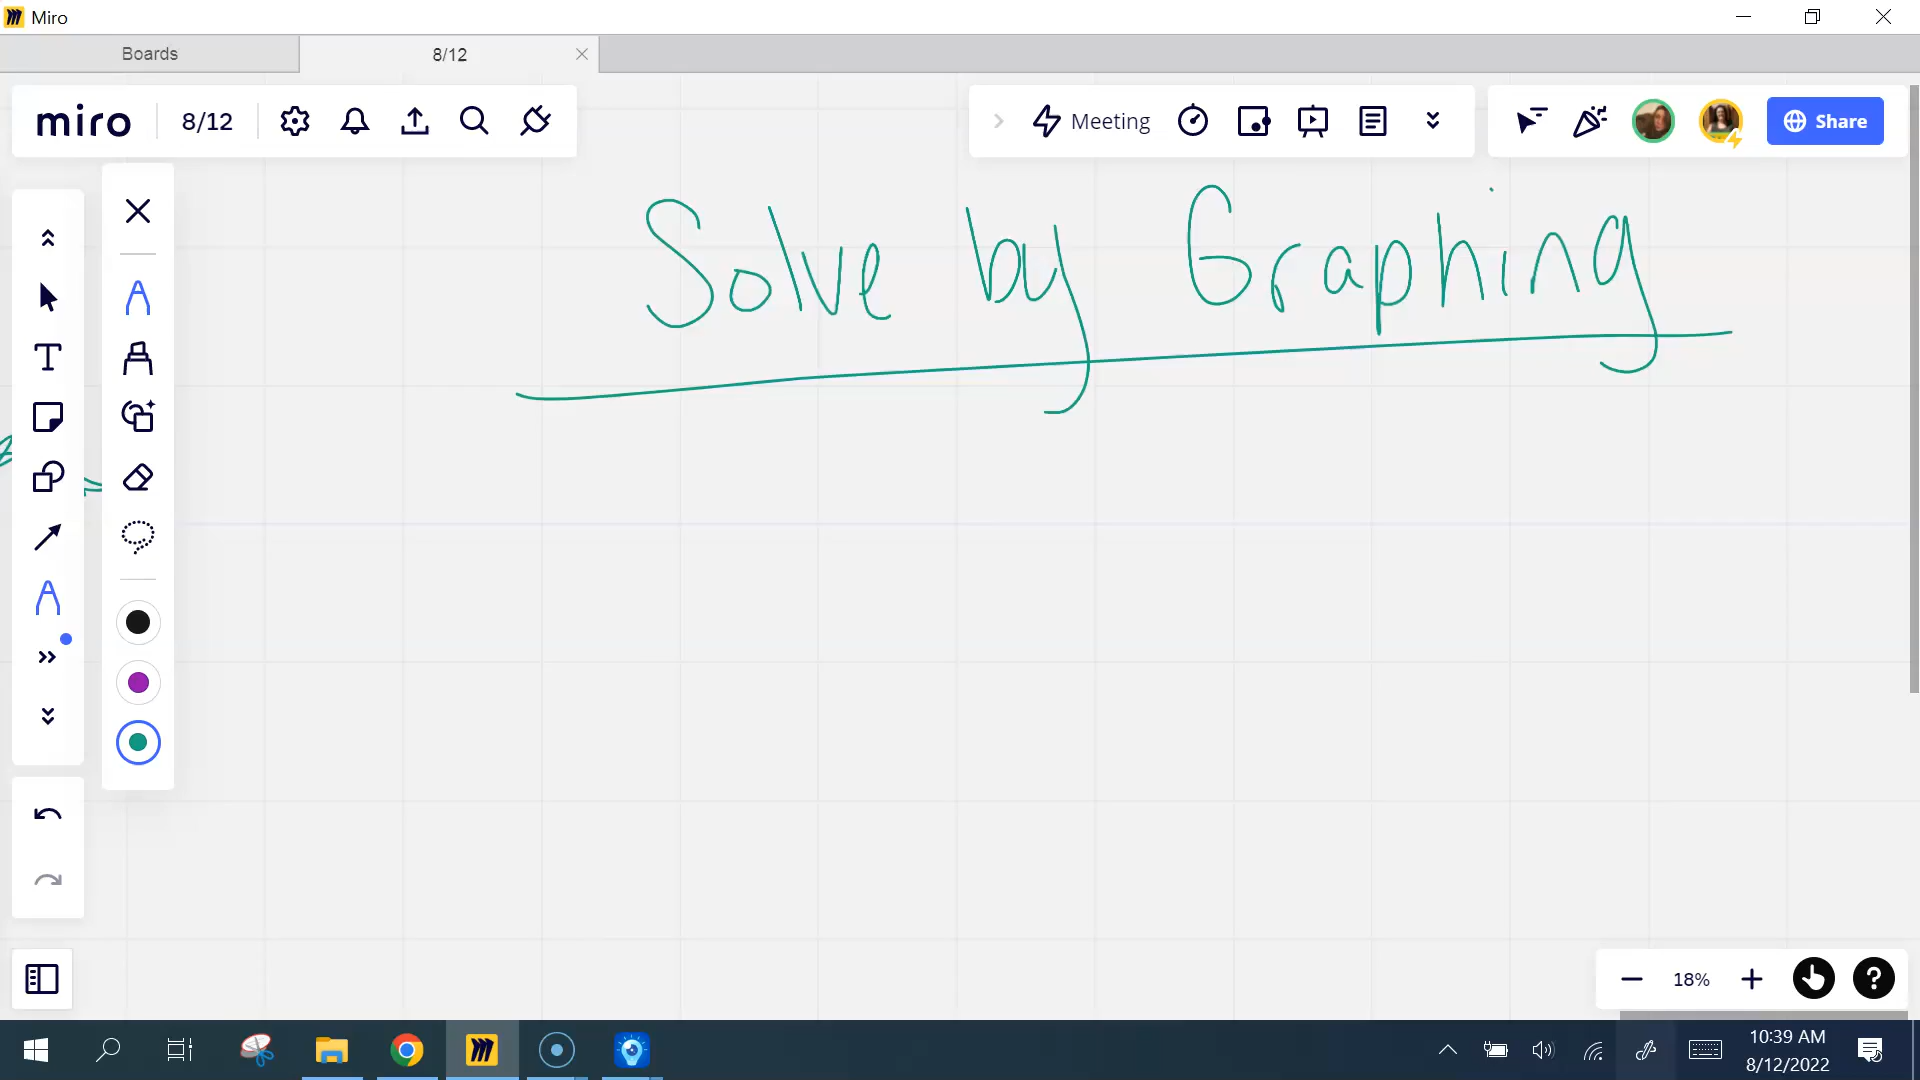 Miro
Boards 8/12
miro 8/12 Meeting Share
Solve by Graphing
18%
10:39 AM
8/12/2022